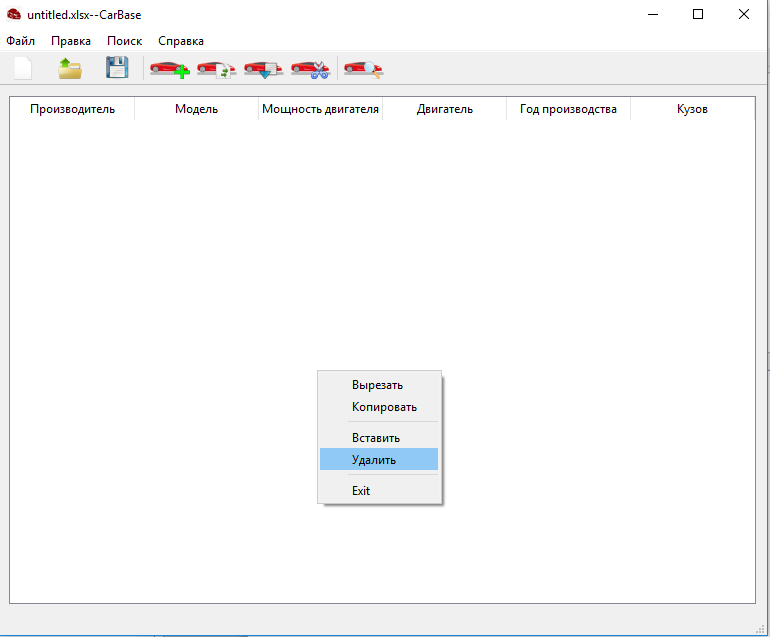 untitled.xlsx--CarBase
Файл Правка Поиск Справка
Производитель Модель Мощность двигателя Двигатель Год производства Кузов
Вырезать
Копировать
Вставить
Удалить
Exit